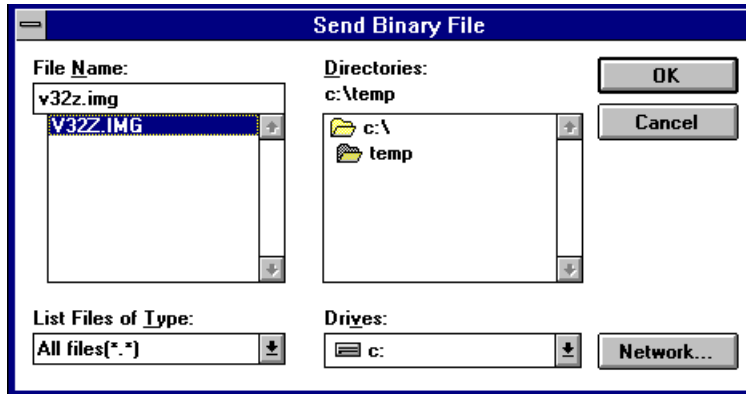 Send Binary File
File Name:
v32z.img
V32Z.IMG
Directories:
c:\temp
c:\
temp
OK
Cancel
List Files of Type:
All files(*.*)
Drives:
c:
Network...